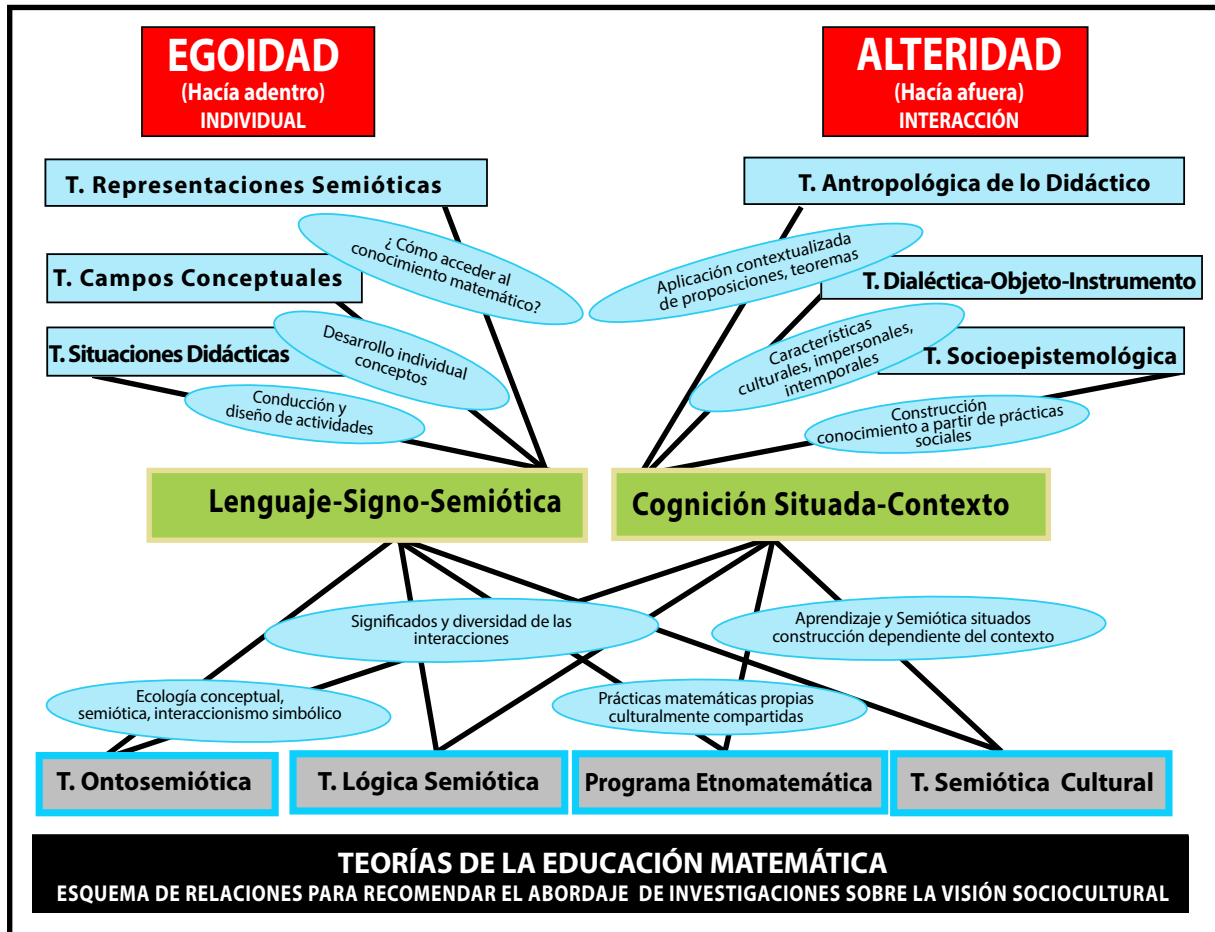 EGOIDAD
(Hacía adentro)
INDIVIDUAL
ALTERIDAD
(Hacía afuera)
INTERACCIÓN
T. Representaciones Semióticas
T. Antropológica de lo Didáctico
¿ Cómo acceder al
conocimiento matemático?
Aplicación contextualizada
de proposiciones, teoremas
T. Campos Conceptuales
T. Dialéctica-Objeto-Instrumento
Desarrollo individual
conceptos
Características
culturales, impersonales,
intemporales
T. Situaciones Didácticas
T. Socioepistemológica
Conducción y
diseño de actividades
Construcción
conocimiento a partir de prácticas
sociales
Lenguaje-Signo-Semiótica
Cognición Situada-Contexto
Significados y diversidad de las
interacciones
Aprendizaje y Semiótica situados
construcción dependiente del contexto
Ecología conceptual,
semiótica, interaccionismo simbólico
Prácticas matemáticas propias
culturalmente compartidas
T. Ontosemiótica
T. Lógica Semiótica
Programa Etnomatemática
T. Semiótica Cultural
TEORÍAS DE LA EDUCACIÓN MATEMÁTICA
ESQUEMA DE RELACIONES PARA RECOMENDAR EL ABORDAJE DE INVESTIGACIONES SOBRE LA VISIÓN SOCIOCULTURAL